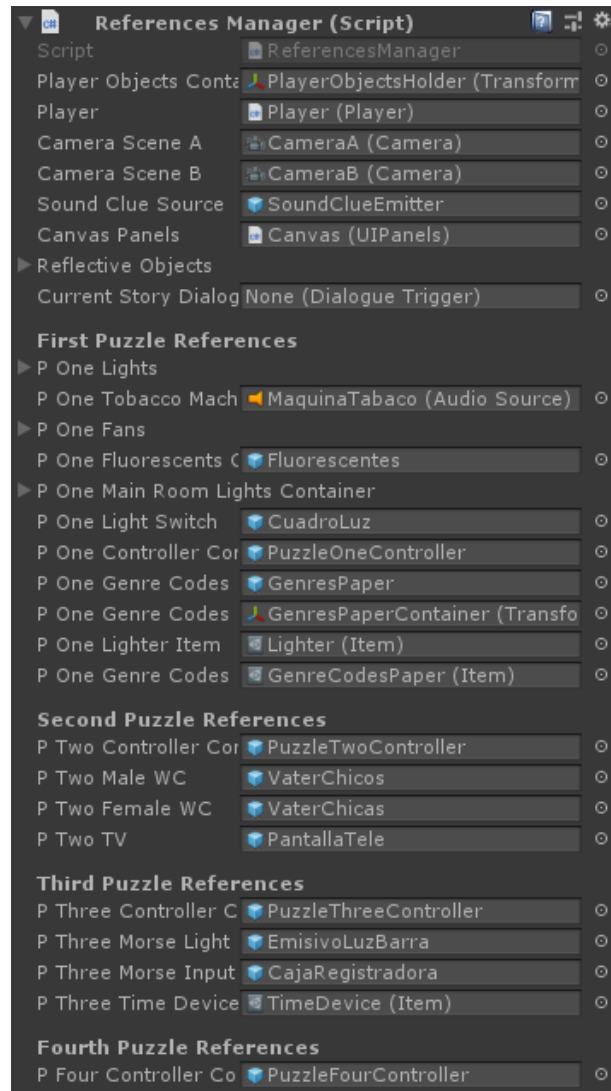 References Manager (Script)
Script ReferencesManager
Player Objects Conta PlayerObjectsHolder (Transform
Player Player (Player)
Camera Scene A CameraA (Camera)
Camera Scene B CameraB (Camera)
Sound Clue Source SoundClueEmitter
Canvas Panels Canvas (UIPanels)
Reflective Objects
Current Story Dialog None (Dialogue Trigger)
First Puzzle References
P One Lights
P One Tobacco Mach MaquinaTabaco (Audio Source)
P One Fans
P One Fluorescents C Fluorescentes
P One Main Room Lights Container
P One Light Switch CuadroLuz
P One Controller Cor PuzzleOneController
P One Genre Codes GenresPaper
P One Genre Codes GenresPaperContainer (Transfo
P One Lighter Item Lighter (Item)
P One Genre Codes GenreCodesPaper (Item)
Second Puzzle References
P Two Controller Cor PuzzleTwoController
P Two Male WC VaterChicos
P Two Female WC VaterChicas
P Two TV PantallaTele
Third Puzzle References
P Three Controller C PuzzleThreeController
P Three Morse Light EmisivoLuzBarra
P Three Morse Input CajaRegistradora
P Three Time Device TimeDevice (Item)
Fourth Puzzle References
P Four Controller Co PuzzleFourController